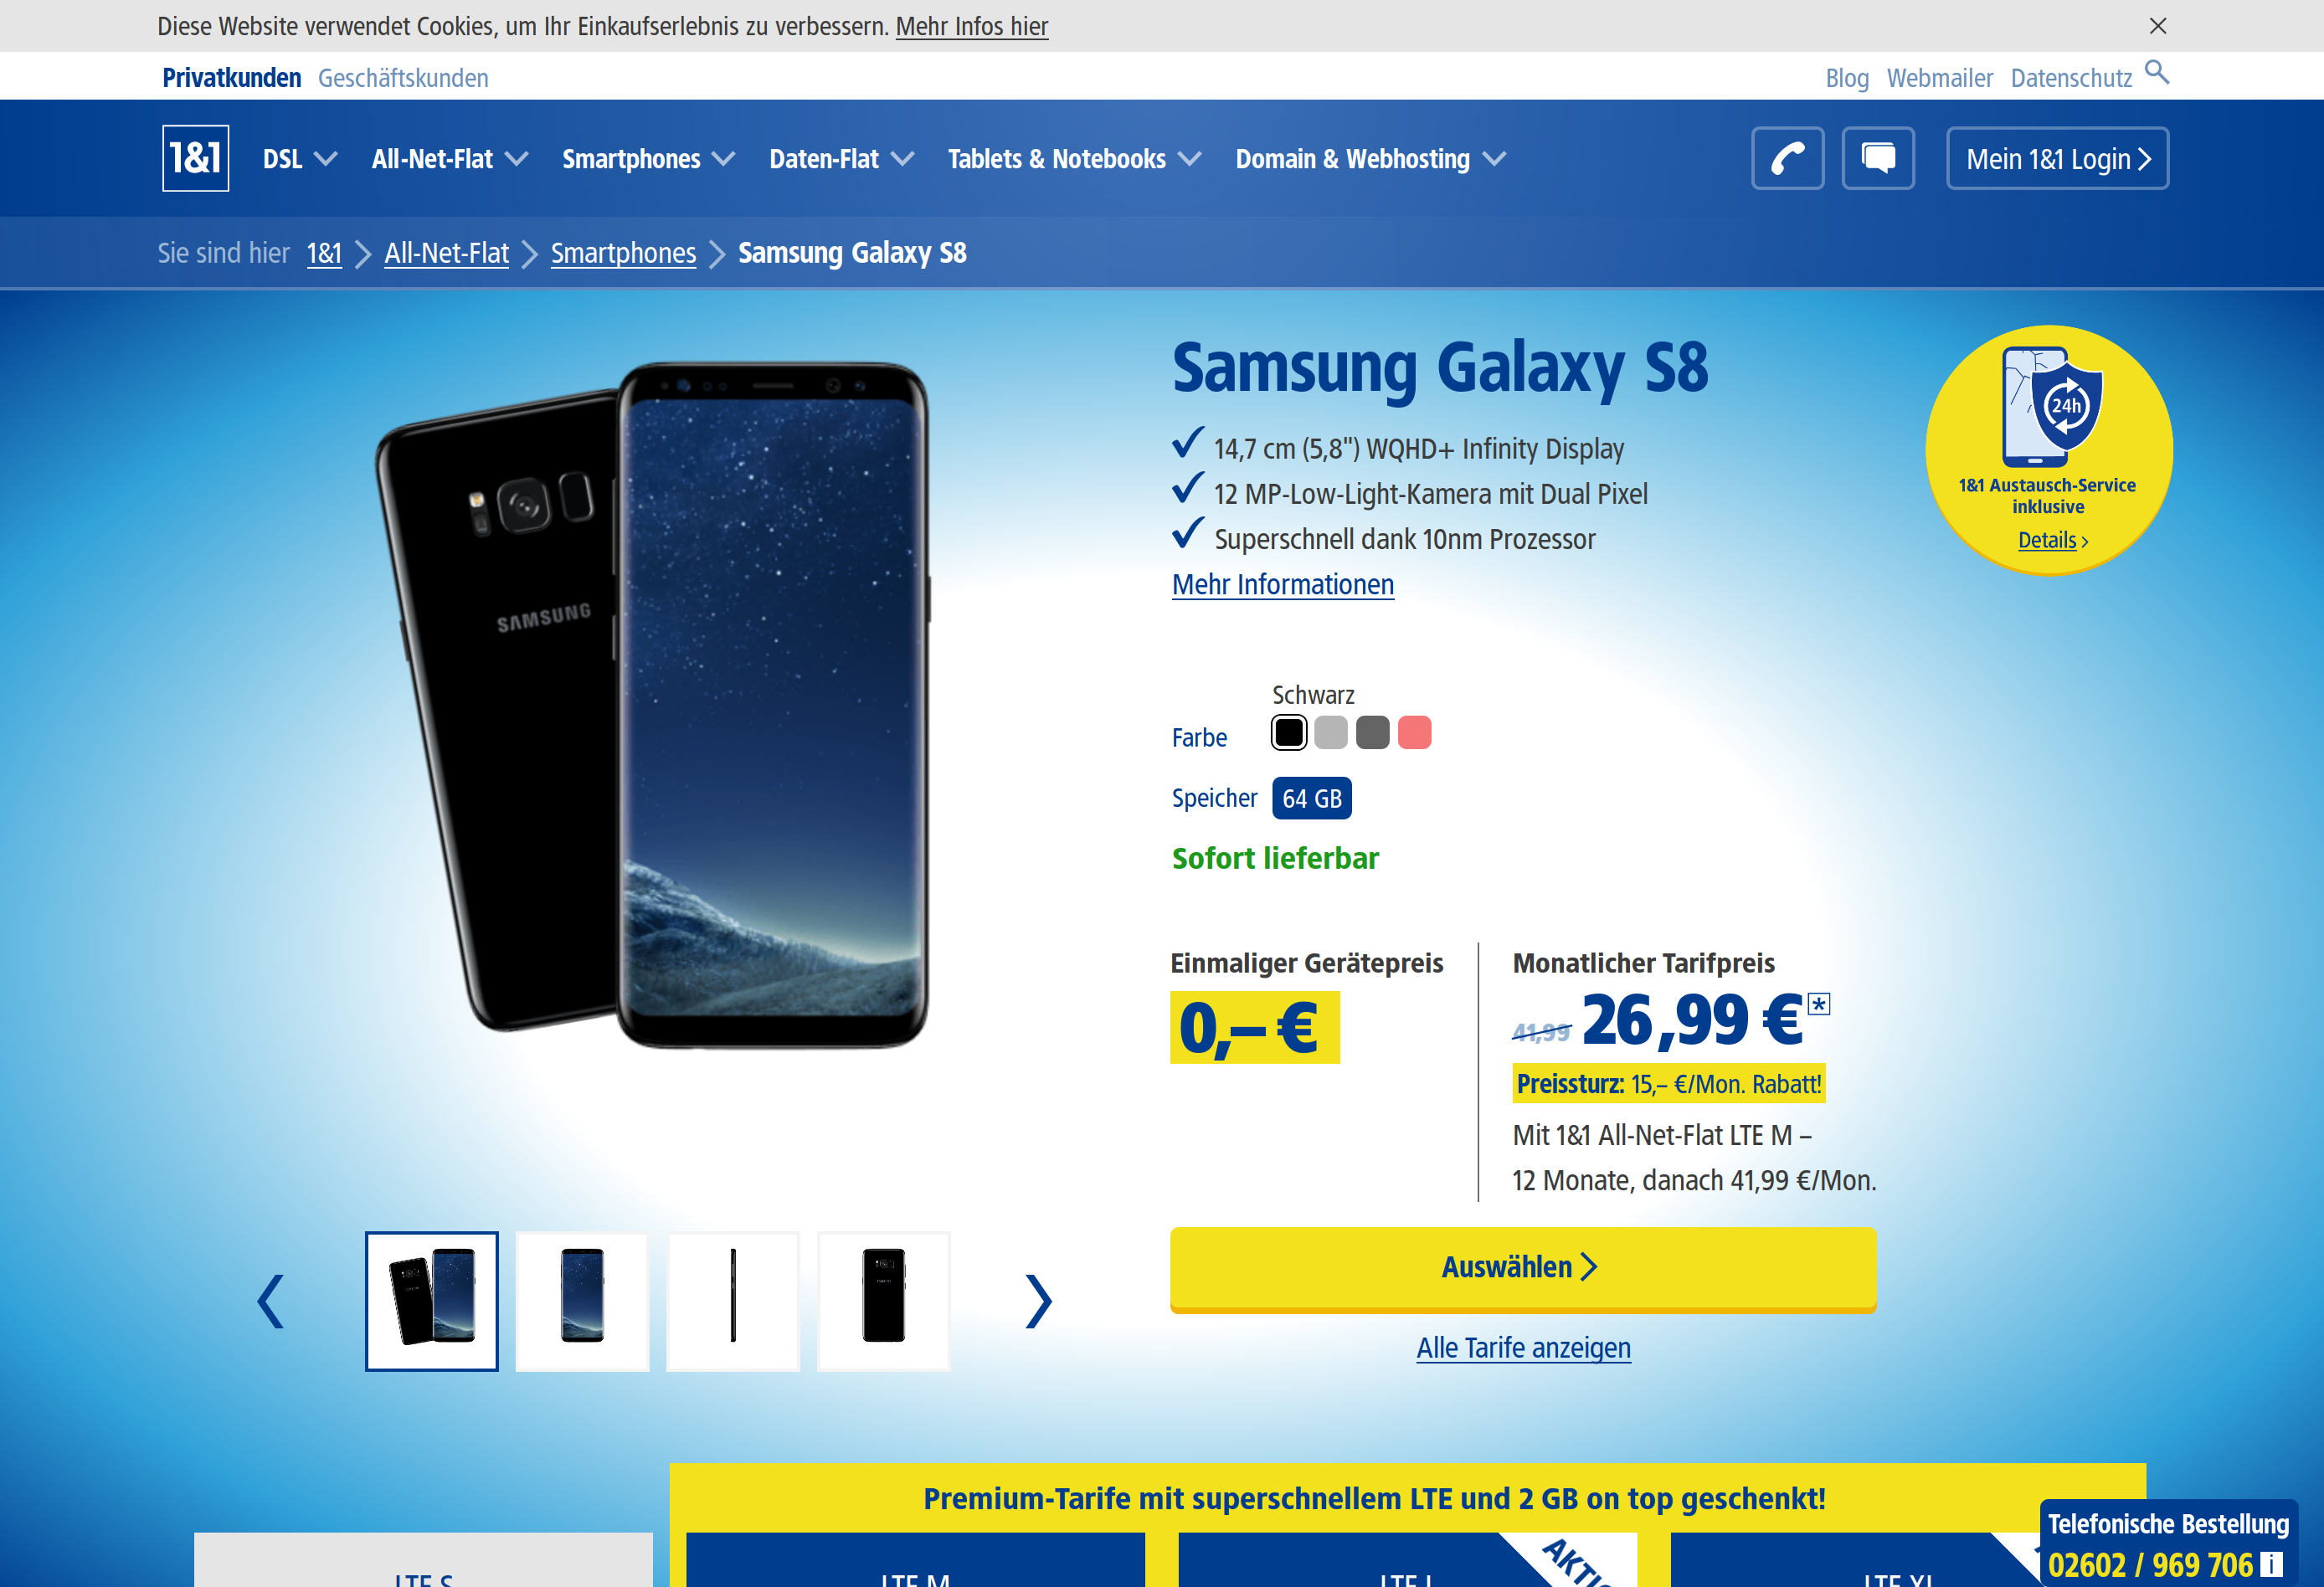 Diese Website verwendet Cookies, um Ihr Einkaufserlebnis zu verbessern. Mehr Infos hier
Privatkunden Geschäftskunden Blog Webmailer Datenschutz
1&1 DSL All-Net-Flat Smartphones Daten-Flat Tablets & Notebooks Domain & Webhosting Mein 1&1 Login
Sie sind hier 1&1 All-Net-Flat Smartphones Samsung Galaxy S8
SAMSUNG
Samsung Galaxy S8
14,7 cm (5,8") WQHD+ Infinity Display
12 MP-Low-Light-Kamera mit Dual Pixel
Superschnell dank 10nm Prozessor
Mehr Informationen
24h
1&1 Austausch-Service
inklusive
Details
Schwarz
Farbe
Speicher 64 GB
Sofort lieferbar
Einmaliger Gerätepreis
0,– €
Monatlicher Tarifpreis
41,99 26,99 €*
Preissturz: 15,– €/Mon. Rabatt!
Mit 1&1 All-Net-Flat LTE M –
12 Monate, danach 41,99 €/Mon.
Auswählen
Alle Tarife anzeigen
Premium-Tarife mit superschnellem LTE und 2 GB on top geschenkt!
LTE S LTE M LTE L LTE XL
Telefonische Bestellung
02602 / 969 706 i